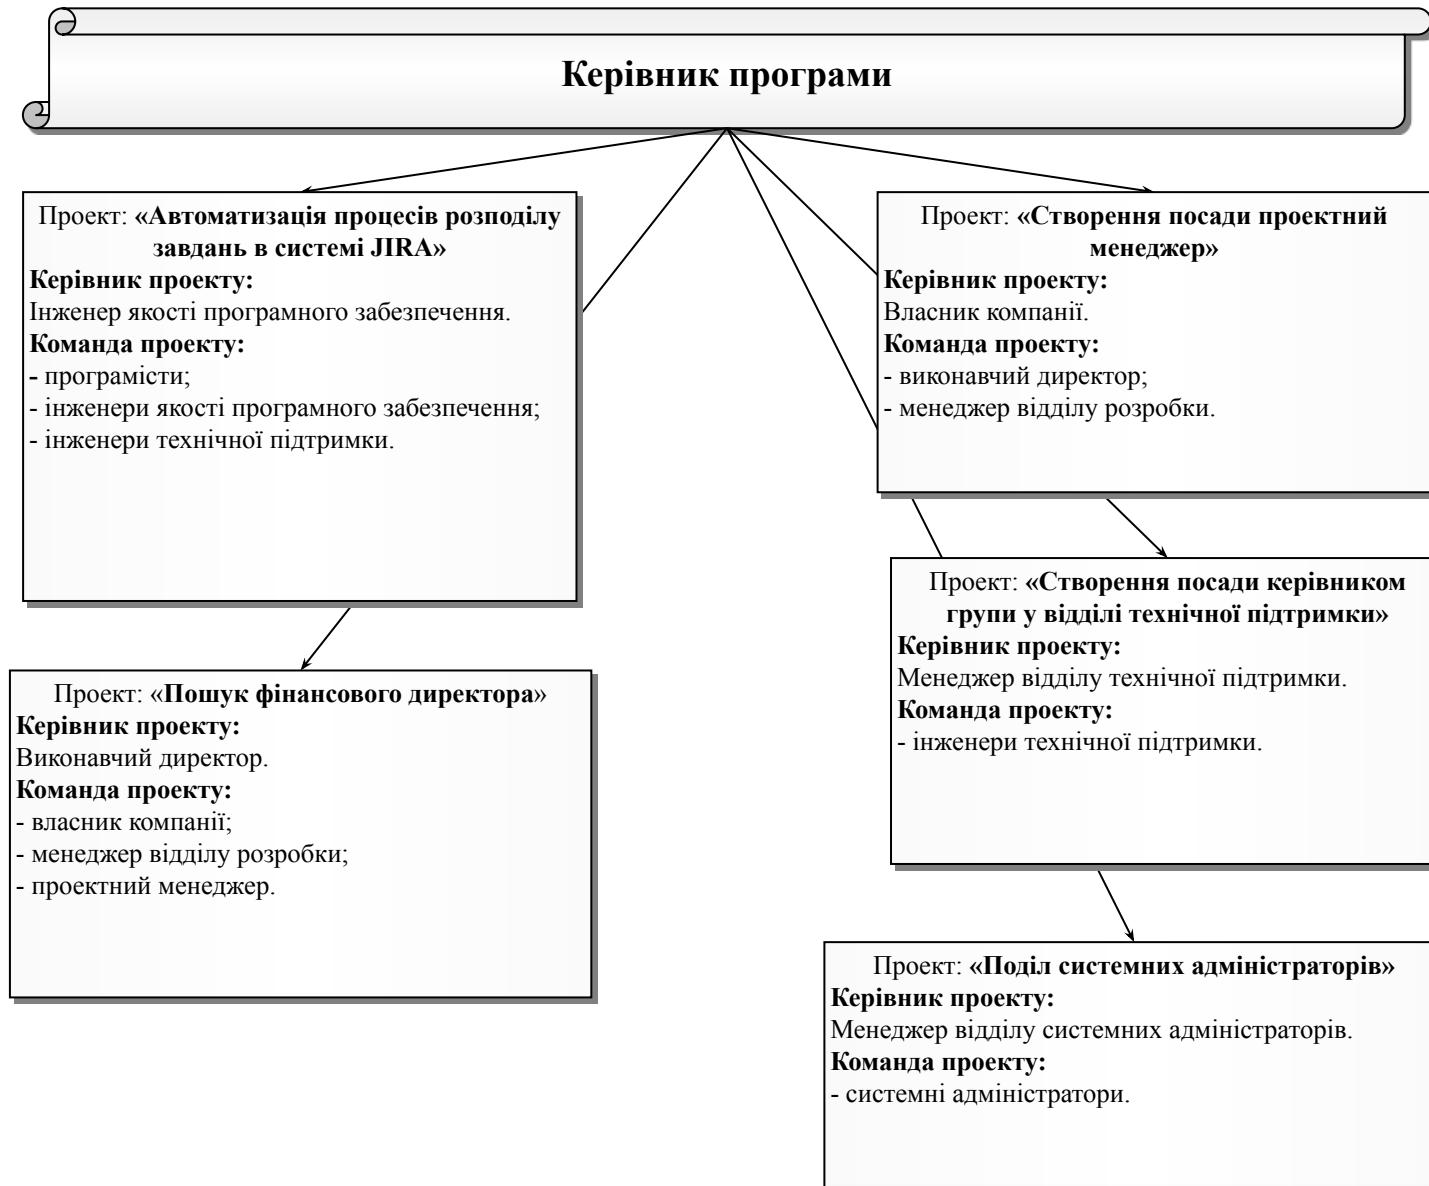 Керівник програми
Проект: «Автоматизація процесів розподілу
завдань в системі JIRA»
Керівник проекту:
Інженер якості програмного забезпечення.
Команда проекту:
- програмісти;
- інженери якості програмного забезпечення;
- інженери технічної підтримки.
Проект: «Створення посади проектний
менеджер»
Керівник проекту:
Власник компанії.
Команда проекту:
- виконавчий директор;
- менеджер відділу розробки.
Проект: «Створення посади керівником
групи у відділі технічної підтримки»
Керівник проекту:
Менеджер відділу технічної підтримки.
Команда проекту:
- інженери технічної підтримки.
Проект: «Пошук фінансового директора»
Керівник проекту:
Виконавчий директор.
Команда проекту:
- власник компанії;
- менеджер відділу розробки;
- проектний менеджер.
Проект: «Поділ системних адміністраторів»
Керівник проекту:
Менеджер відділу системних адміністраторів.
Команда проекту:
- системні адміністратори.